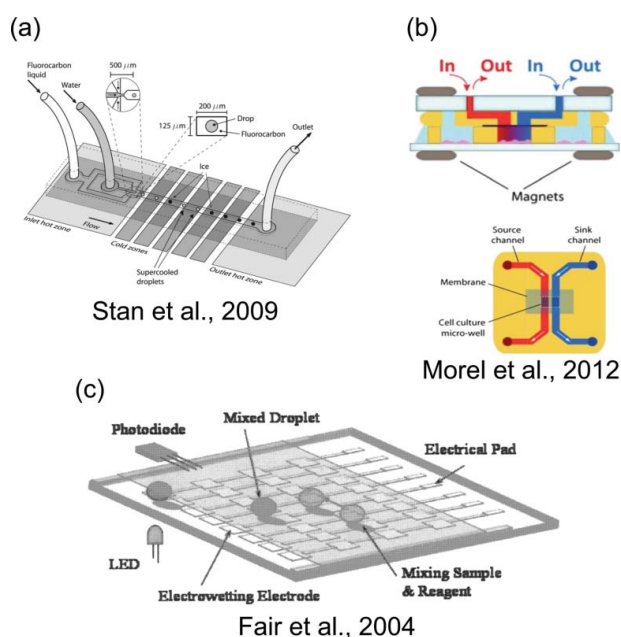 (a)
500 μm
Fluorocarbon
liquid
Water
200 μm
125 μm
Drop
Fluorocarbon
Outlet
Ice
Inlet hot zone
Flow
Cold zones
Supercooled
droplets
Outlet hot zone
Stan et al., 2009
(b)
In Out In Out
Magnets
Source
channel
Sink
channel
Membrane
Cell culture
micro-well
Morel et al., 2012
(c)
Photodiode
Mixed Droplet
Electrical Pad
LED
Electrowetting Electrode
Mixing Sample
& Reagent
Fair et al., 2004